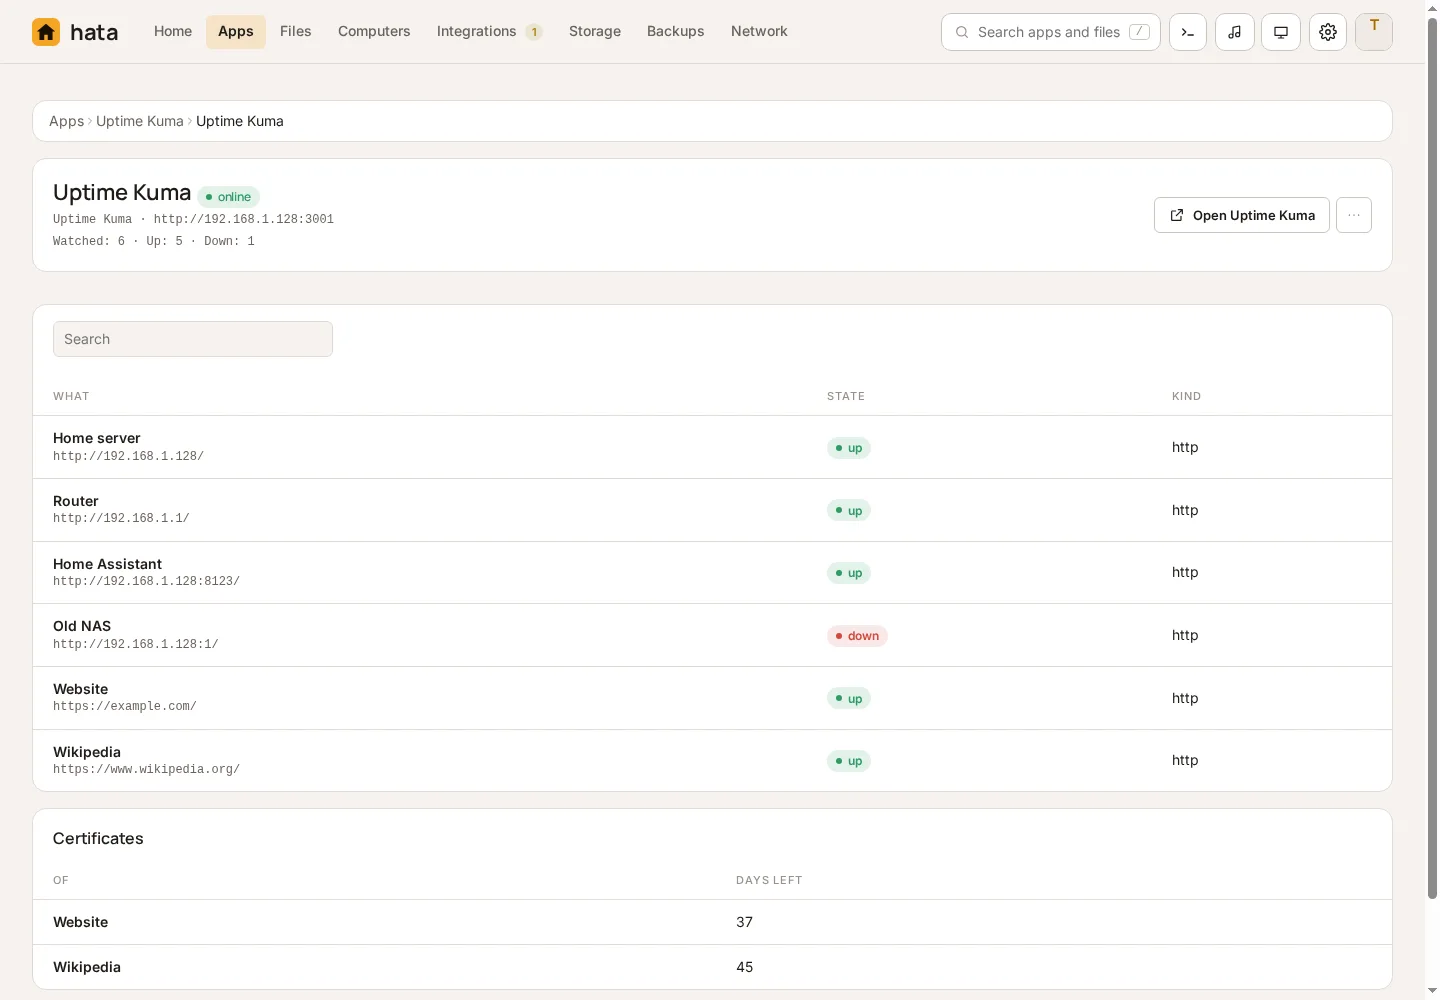 hata
Home
Apps
Files
Computers
Integrations 1
Storage
Backups
Network
Search apps and files /
T
Apps › Uptime Kuma › Uptime Kuma
Uptime Kuma
online
Uptime Kuma · http://192.168.1.128:3001
Watched: 6 · Up: 5 · Down: 1
Open Uptime Kuma
...
Search
WHAT STATE KIND
Home server
http://192.168.1.128/
up
http
Router
http://192.168.1.1/
up
http
Home Assistant
http://192.168.1.128:8123/
up
http
Old NAS
http://192.168.1.128:1/
down
http
Website
https://example.com/
up
http
Wikipedia
https://www.wikipedia.org/
up
http
Certificates
OF DAYS LEFT
Website 37
Wikipedia 45